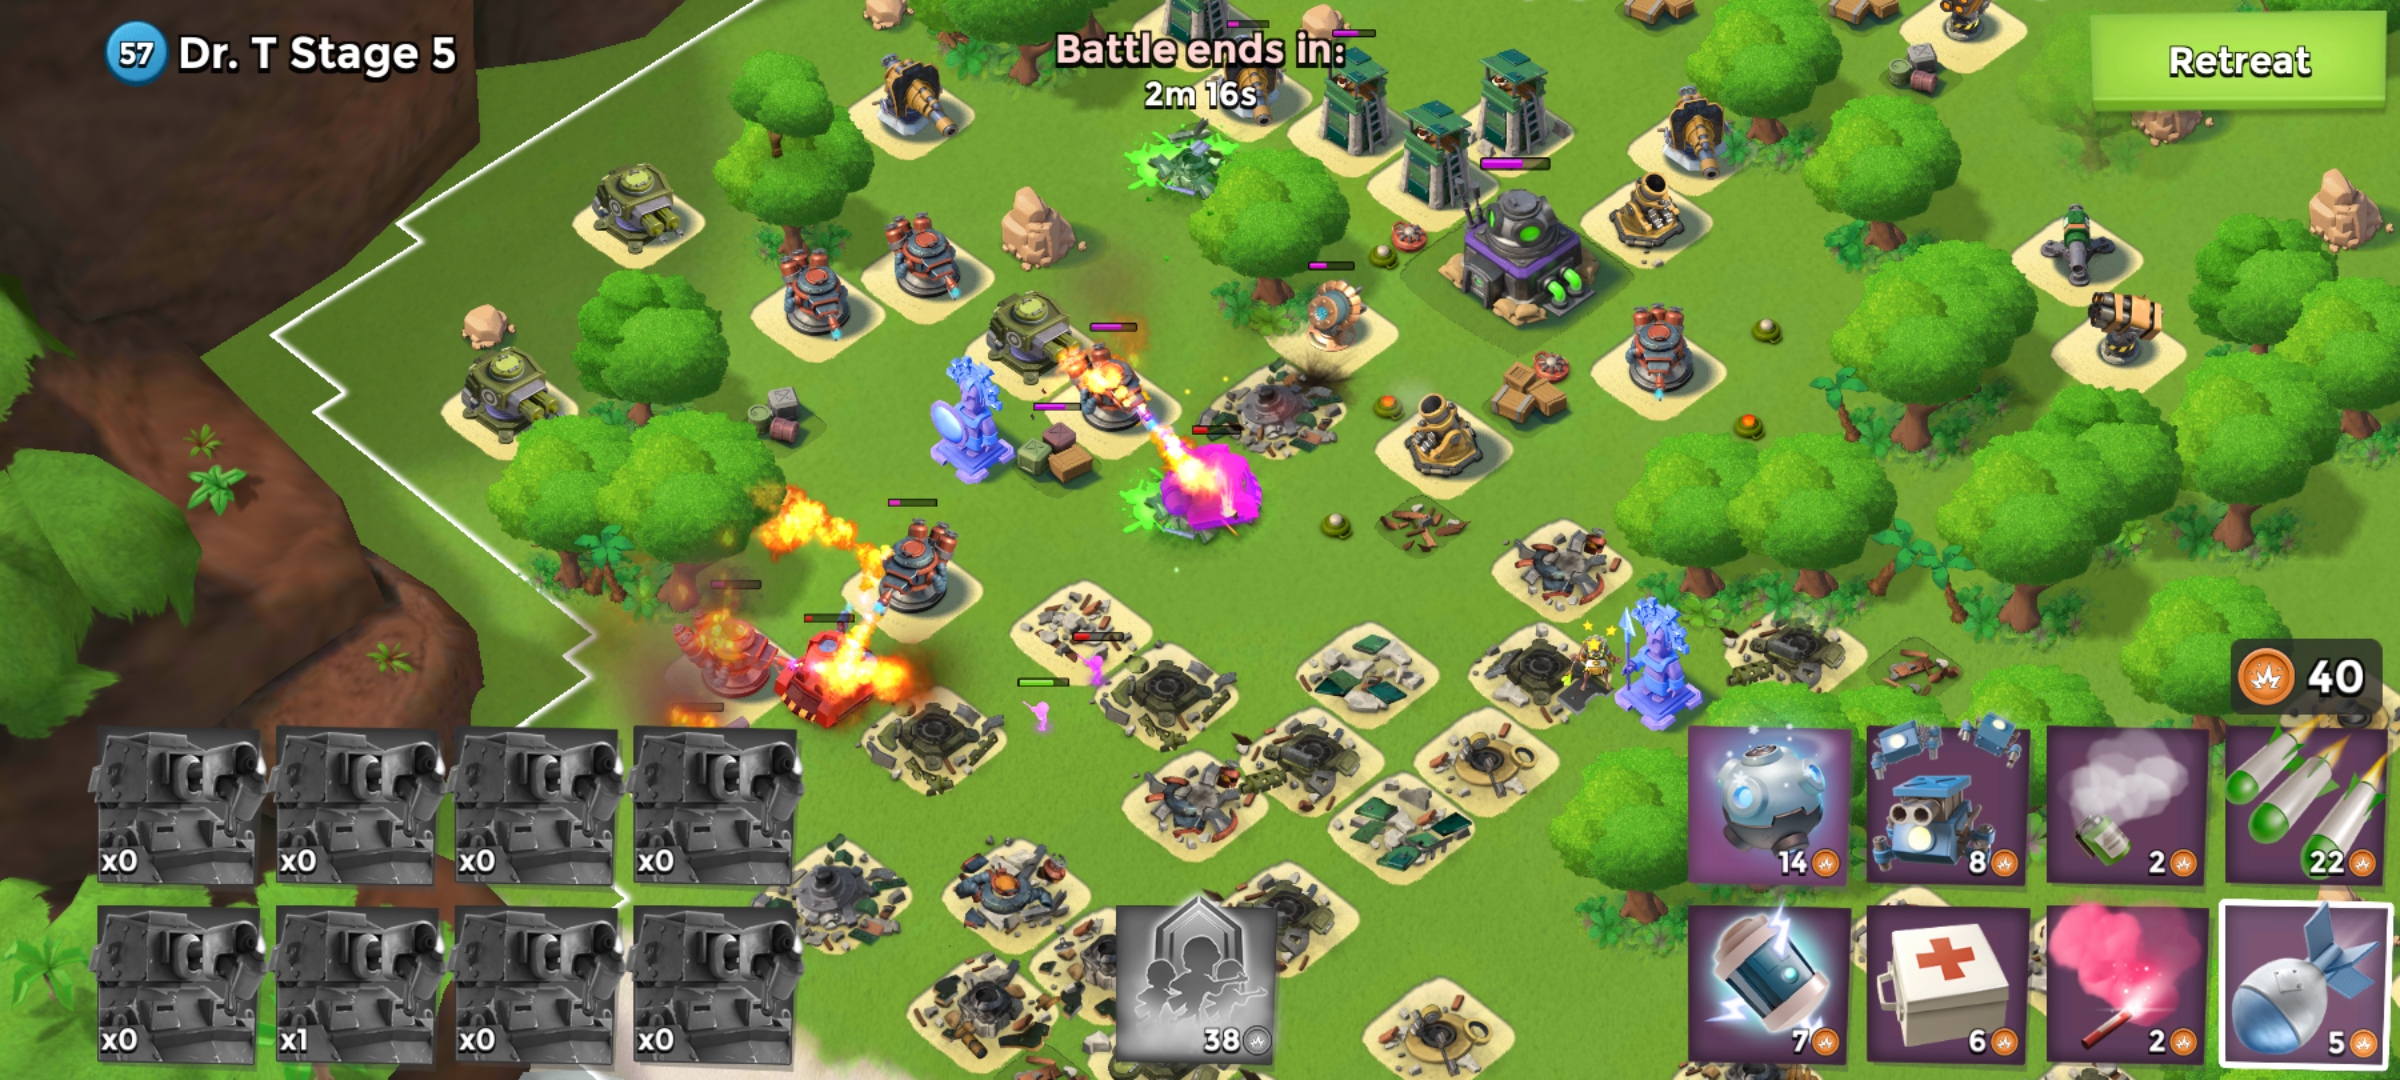 57 Dr. T Stage 5
Battle ends in:
2m 16s
Retreat
40
x0 x0 x0 x0
14 8 2 22
x0 x1 x0 x0
38
7 6 2 5